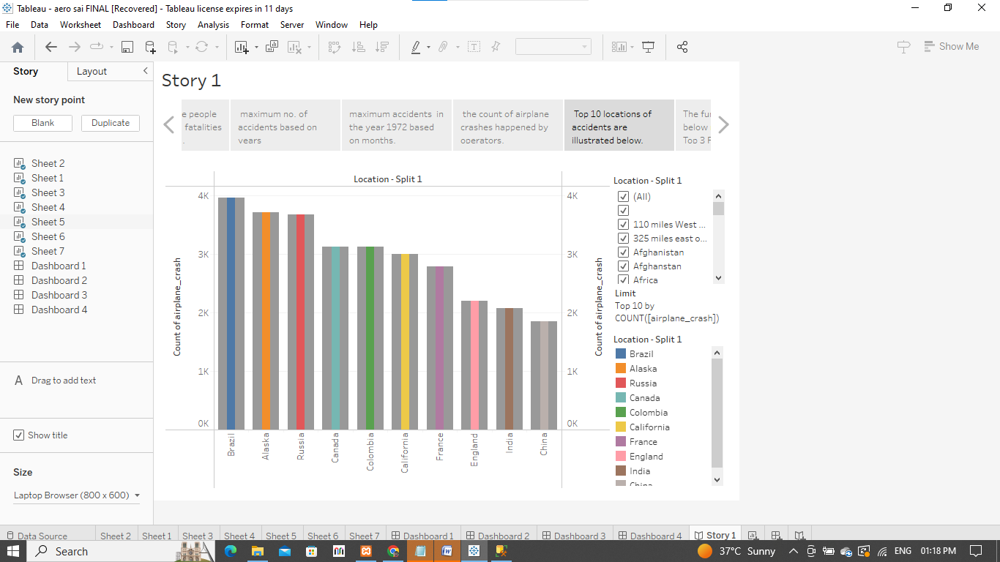 Tableau - aero sai FINAL [Recovered] - Tableau license expires in 11 days
File Data Worksheet Dashboard Story Analysis Format Server Window Help
Show Me
Story Layout
New story point
Blank Duplicate
Sheet 2
Sheet 1
Sheet 3
Sheet 4
Sheet 5
Sheet 6
Sheet 7
Dashboard 1
Dashboard 2
Dashboard 3
Dashboard 4
A Drag to add text
Show title
Size
Laptop Browser (800 x 600)
Story 1
e people
fatalities
.
maximum no. of
accidents based on
years
maximum accidents in
the year 1972 based
on months.
the count of airplane
crashes happened by
operators.
Top 10 locations of
accidents are
illustrated below.
The fu
below
Top 3 F
Location - Split 1
Count of airplane_crash
4K
3K
2K
1K
0K
Brazil
Alaska
Russia
Canada
Colombia
California
France
England
India
China
4K
3K
2K
1K
0K
Count of airplane_crash
Location - Split 1
(All)
110 miles West ...
325 miles east o...
Afghanistan
Afghanstan
Africa
Limit
Top 10 by
COUNT([airplane_crash])
Location - Split 1
Brazil
Alaska
Russia
Canada
Colombia
California
France
England
India
China
Data Source Sheet 2 Sheet 1 Sheet 3 Sheet 4 Sheet 5 Sheet 6 Sheet 7 Dashboard 1 Dashboard 2 Dashboard 3 Dashboard 4 Story 1
Search
37°C Sunny
ENG 01:18 PM